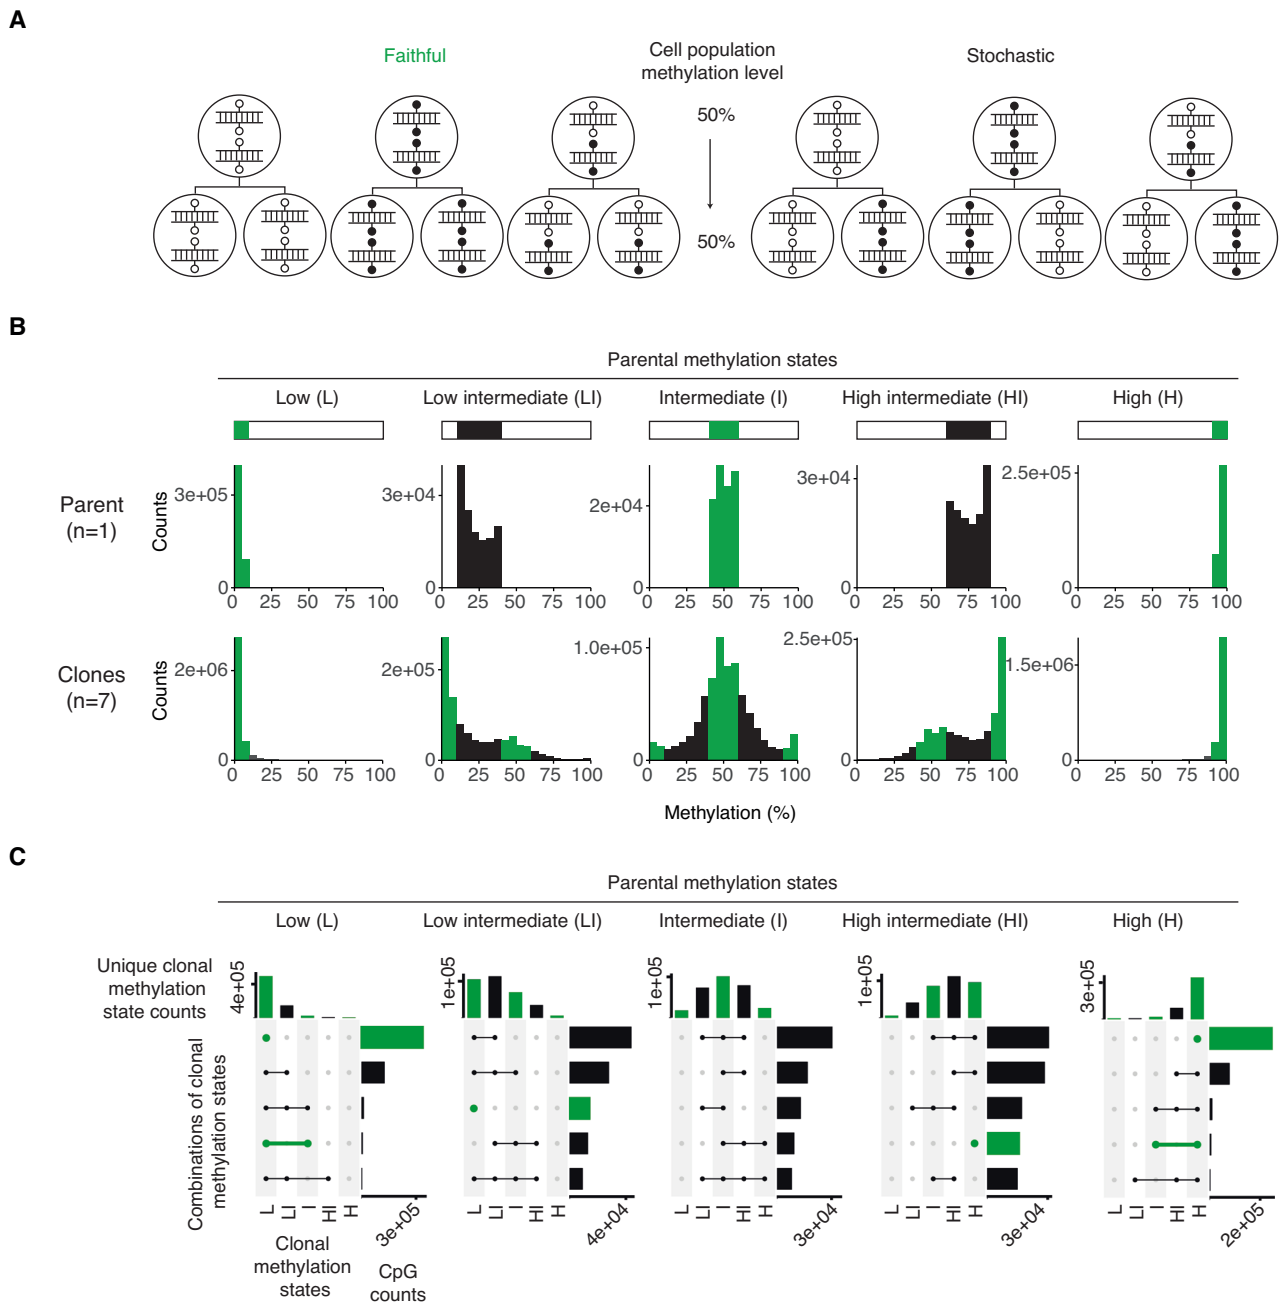 A
Faithful
Cell population
methylation level
Stochastic
50%
50%
B
Parental methylation states
Low (L)
Low intermediate (LI)
Intermediate (I)
High intermediate (HI)
High (H)
Parent
(n=1)
Counts
3e+05
0
0 25 50 75 100
3e+04
0
0 25 50 75 100
2e+04
0
0 25 50 75 100
3e+04
0
0 25 50 75 100
2.5e+05
0
0 25 50 75 100
Clones
(n=7)
Counts
2e+06
0
0 25 50 75 100
2e+05
0
0 25 50 75 100
1.0e+05
0
0 25 50 75 100
2.5e+05
0
0 25 50 75 100
1.5e+06
0
0 25 50 75 100
Methylation (%)
C
Parental methylation states
Low (L)
Low intermediate (LI)
Intermediate (I)
High intermediate (HI)
High (H)
Unique clonal
methylation
state counts
4e+05
1e+05
1e+05
1e+05
3e+05
Combinations of clonal
methylation states
L LI I HI H
3e+05
L LI I HI H
4e+04
L LI I HI H
3e+04
L LI I HI H
3e+04
L LI I HI H
2e+05
Clonal
methylation
states
CpG
counts